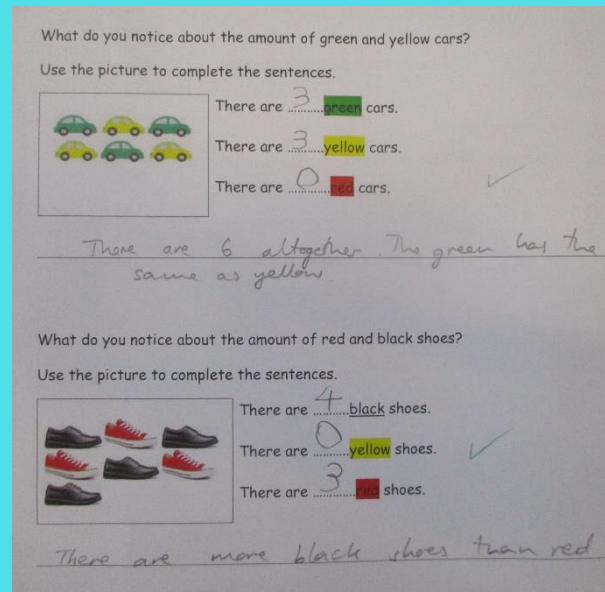 What do you notice about the amount of green and yellow cars?
Use the picture to complete the sentences.
There are ...3... green cars.
There are ...3... yellow cars.
There are ...0... red cars.
There are 6 altogether. The green has the
same as yellow.
What do you notice about the amount of red and black shoes?
Use the picture to complete the sentences.
There are ...4... black shoes.
There are ...0... yellow shoes.
There are ...3... red shoes.
There are more black shoes than red